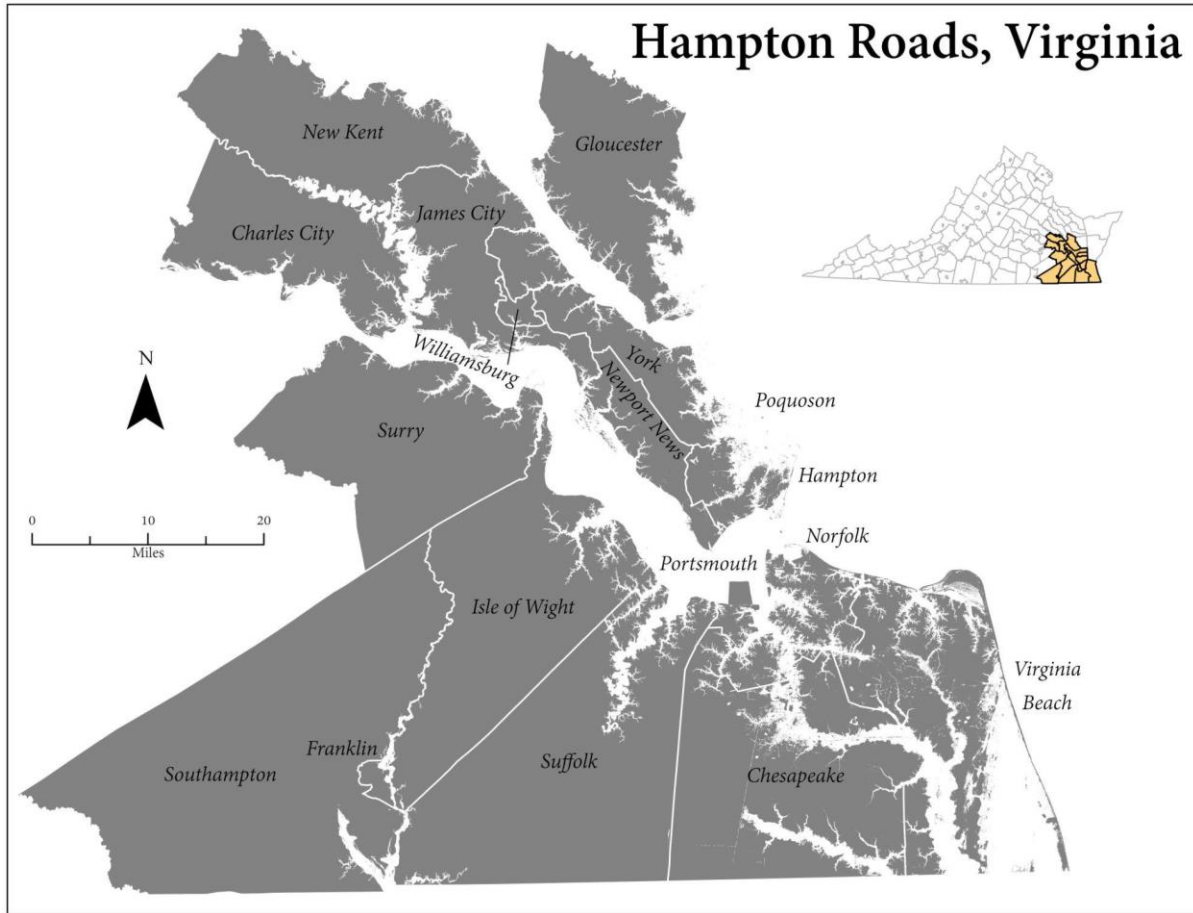 Hampton Roads, Virginia
New Kent
Gloucester
James City
Charles City
Williamsburg
York
Newport News
N
Poquoson
Surry
Hampton
0 10 20
Miles
Norfolk
Portsmouth
Isle of Wight
Virginia
Beach
Franklin
Southampton
Suffolk
Chesapeake